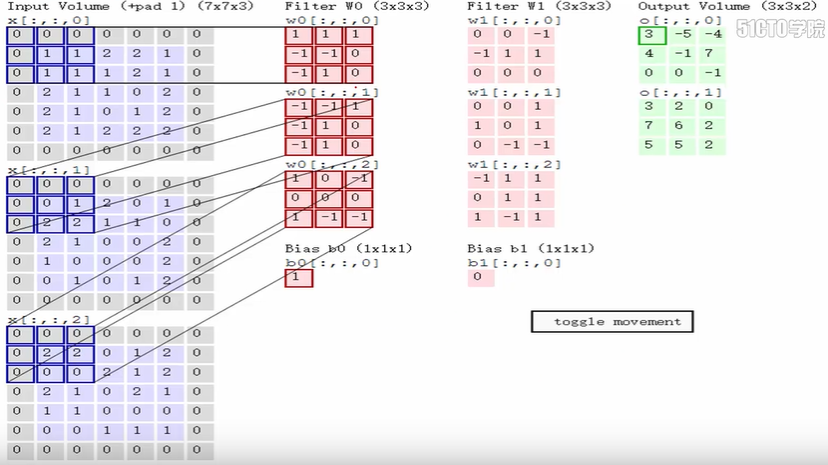 Input Volume (+pad 1) (7x7x3)
x[:,:,0]
0 0 0 0 0 0 0
0 1 1 2 2 1 0
0 1 1 1 2 1 0
0 2 1 1 0 2 0
0 2 1 0 1 2 0
0 2 1 2 2 2 0
0 0 0 0 0 0 0
x[:,:,1]
0 0 0 0 0 0 0
0 0 1 2 0 1 0
0 2 2 1 1 0 0
0 2 1 0 0 2 0
0 1 0 0 0 2 0
0 0 1 0 1 2 0
0 0 0 0 0 0 0
x[:,:,2]
0 0 0 0 0 0 0
0 2 2 0 1 2 0
0 0 0 2 1 2 0
0 2 1 0 2 1 0
0 1 1 0 0 0 0
0 0 0 1 1 1 0
0 0 0 0 0 0 0
Filter W0 (3x3x3)
w0[:,:,0]
1 1 1
-1 -1 0
-1 1 0
w0[:,:,1]
-1 -1 1
-1 1 0
-1 1 0
w0[:,:,2]
1 0 -1
0 0 0
1 -1 -1
Bias b0 (1x1x1)
b0[:,:,0]
1
Filter W1 (3x3x3)
w1[:,:,0]
0 0 -1
-1 1 1
0 0 0
w1[:,:,1]
0 0 1
1 0 1
0 -1 -1
w1[:,:,2]
-1 1 1
0 1 1
1 -1 1
Bias b1 (1x1x1)
b1[:,:,0]
0
Output Volume (3x3x2)
o[:,:,0]
3 -5 -4
4 -1 7
0 0 -1
o[:,:,1]
3 2 0
7 6 2
5 5 2
toggle movement
51CTO学院